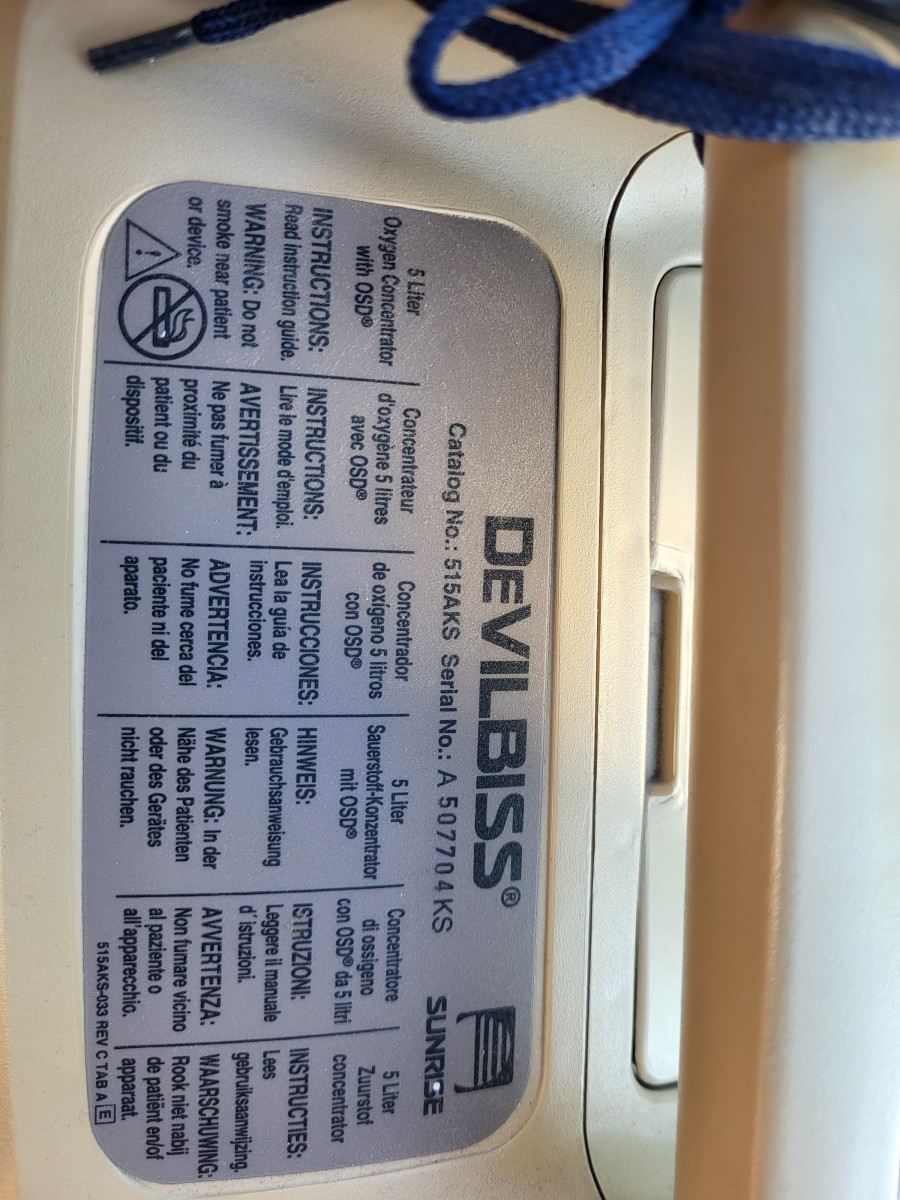 DEVILBISS®
SUNRISE
Catalog No.: 515AKS Serial No.: A 507704KS
5 Liter
Oxygen Concentrator
with OSD®
INSTRUCTIONS:
Read instruction guide.
WARNING: Do not
smoke near patient
or device.
Concentrateur
d'oxygène 5 litres
avec OSD®
INSTRUCTIONS:
Lire le mode d'emploi.
AVERTISSEMENT:
Ne pas fumer à
proximité du
patient ou du
dispositif.
Concentrador
de oxígeno 5 litros
con OSD®
INSTRUCCIONES:
Lea la guía de
instrucciones.
ADVERTENCIA:
No fume cerca del
paciente ni del
aparato.
5 Liter
Sauerstoff-Konzentrator
mit OSD®
HINWEIS:
Gebrauchsanweisung
lesen.
WARNUNG: In der
Nähe des Patienten
oder des Gerätes
nicht rauchen.
Concentratore
di ossigeno
con OSD® da 5 litri
ISTRUZIONI:
Leggere il manuale
d'istruzioni.
AVVERTENZA:
Non fumare vicino
al paziente o
all'apparecchio.
5 Liter
Zuurstof
concentrator
INSTRUCTIES:
Lees
gebruiksaanwijzing.
WAARSCHUWING:
Rook niet nabij
de patiënt en/of
apparaat.
515AKS-033 REV C TAB A E